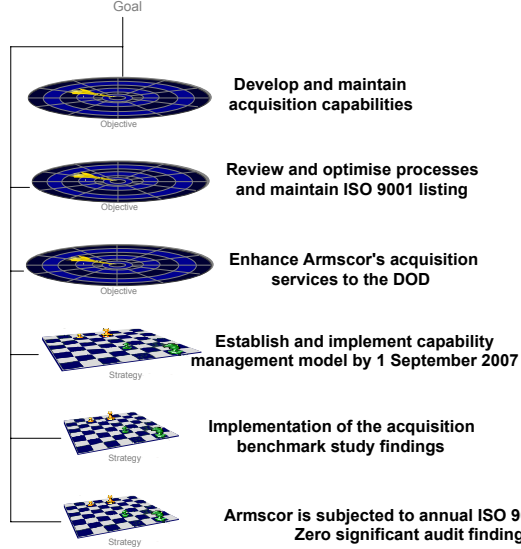 Goal
Develop and maintain
acquisition capabilities
Objective
Review and optimise processes
and maintain ISO 9001 listing
Objective
Enhance Armscor's acquisition
services to the DOD
Objective
Establish and implement capability
management model by 1 September 2007
Strategy
Implementation of the acquisition
benchmark study findings
Strategy
Armscor is subjected to annual ISO 9
Zero significant audit finding
Strategy